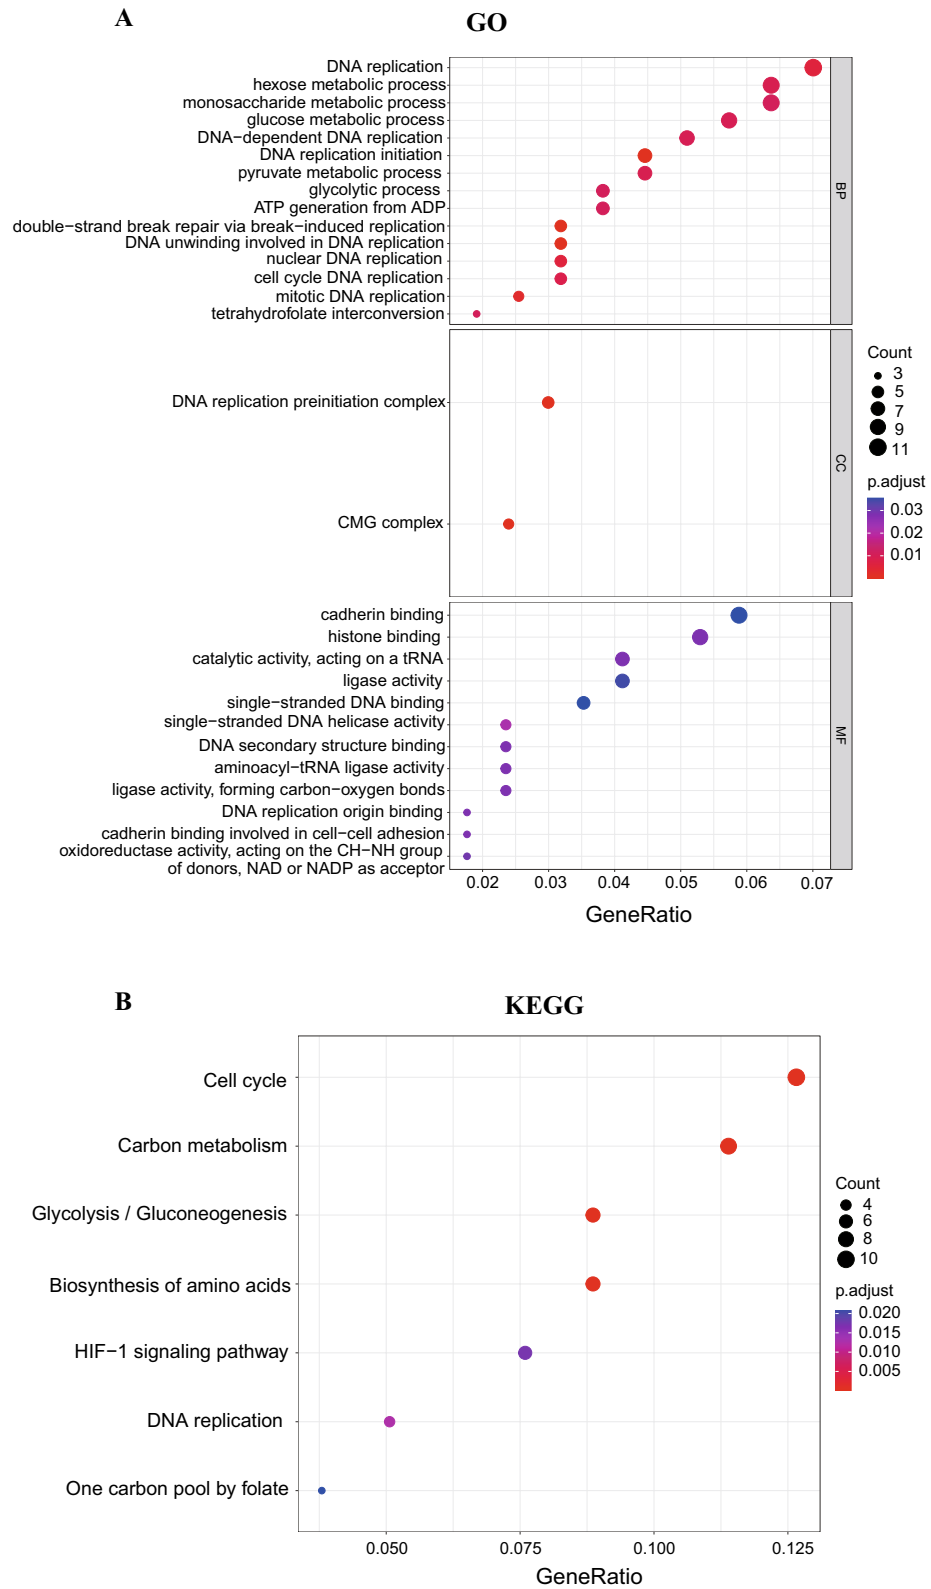 A
GO
DNA replication
hexose metabolic process
monosaccharide metabolic process
glucose metabolic process
DNA−dependent DNA replication
DNA replication initiation
pyruvate metabolic process
glycolytic process
ATP generation from ADP
double−strand break repair via break−induced replication
DNA unwinding involved in DNA replication
nuclear DNA replication
cell cycle DNA replication
mitotic DNA replication
tetrahydrofolate interconversion
BP
DNA replication preinitiation complex
CMG complex
CC
cadherin binding
histone binding
catalytic activity, acting on a tRNA
ligase activity
single−stranded DNA binding
single−stranded DNA helicase activity
DNA secondary structure binding
aminoacyl−tRNA ligase activity
ligase activity, forming carbon−oxygen bonds
DNA replication origin binding
cadherin binding involved in cell−cell adhesion
oxidoreductase activity, acting on the CH−NH group
of donors, NAD or NADP as acceptor
MF
0.02 0.03 0.04 0.05 0.06 0.07
GeneRatio
Count
3
5
7
9
11
p.adjust
0.03
0.02
0.01
B
KEGG
Cell cycle
Carbon metabolism
Glycolysis / Gluconeogenesis
Biosynthesis of amino acids
HIF−1 signaling pathway
DNA replication
One carbon pool by folate
0.050 0.075 0.100 0.125
GeneRatio
Count
4
6
8
10
p.adjust
0.020
0.015
0.010
0.005